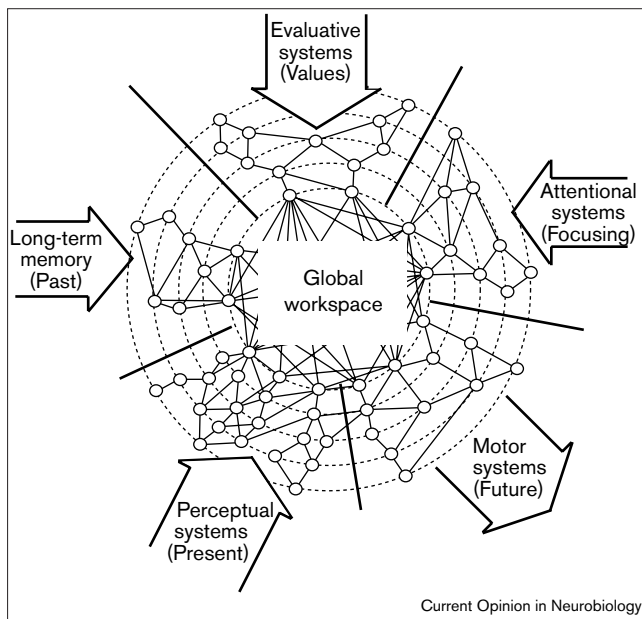 Evaluative
systems
(Values)
Attentional
systems
(Focusing)
Long-term
memory
(Past)
Global
workspace
Motor
systems
(Future)
Perceptual
systems
(Present)
Current Opinion in Neurobiology